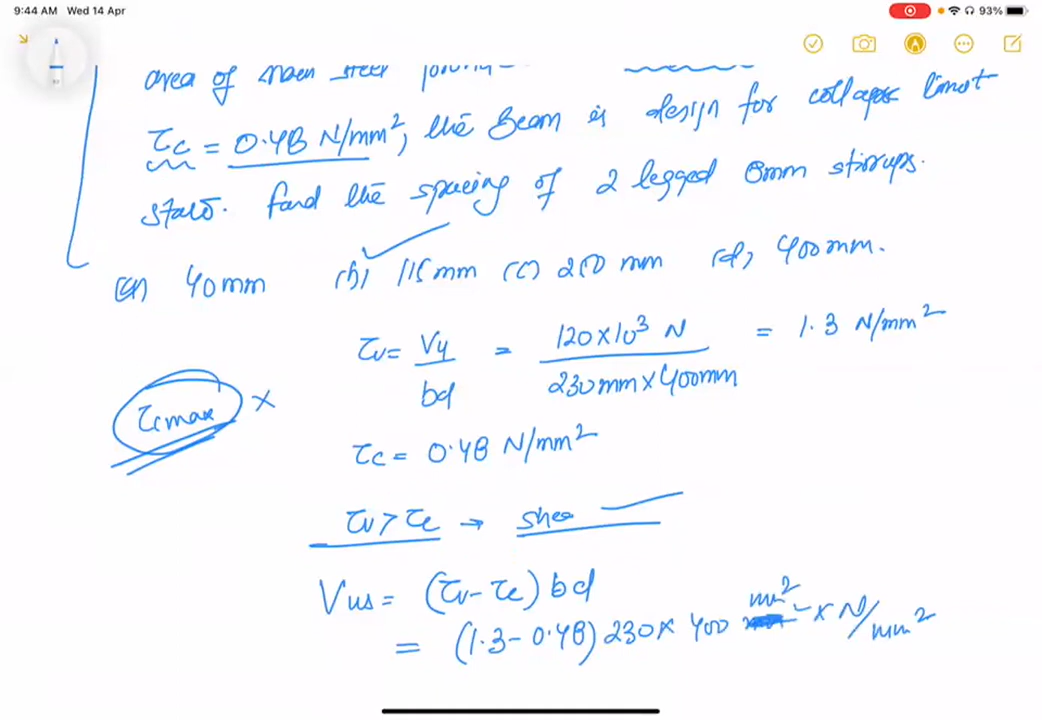 9:44 AM Wed 14 Apr 93%
area of main steel
τc = 0.48 N/mm², the Beam is design for collapse limit
state. find the spacing of 2 legged 8mm stirrups.
(a) 40mm (b) 115mm (c) 250 mm (d) 400mm.
τv = Vu/bd = 120×10³ N / 230mm×400mm = 1.3 N/mm²
τcmax ×
τc = 0.48 N/mm²
τv > τc → shea
Vus = (τv - τc) bd
= (1.3 - 0.48) 230× 400 mm² × N/mm²